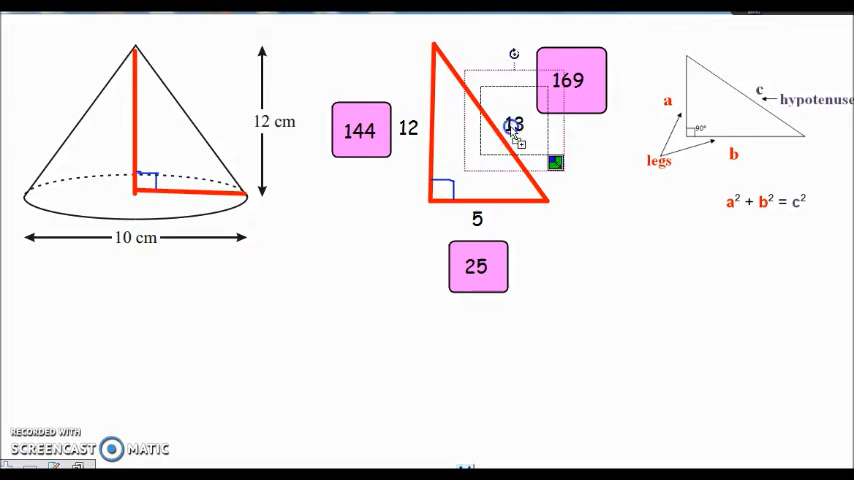 12 cm
10 cm
144
12
13
169
5
25
a
c
hypotenuse
90°
legs
b
a² + b² = c²
RECORDED WITH
SCREENCAST MATIC